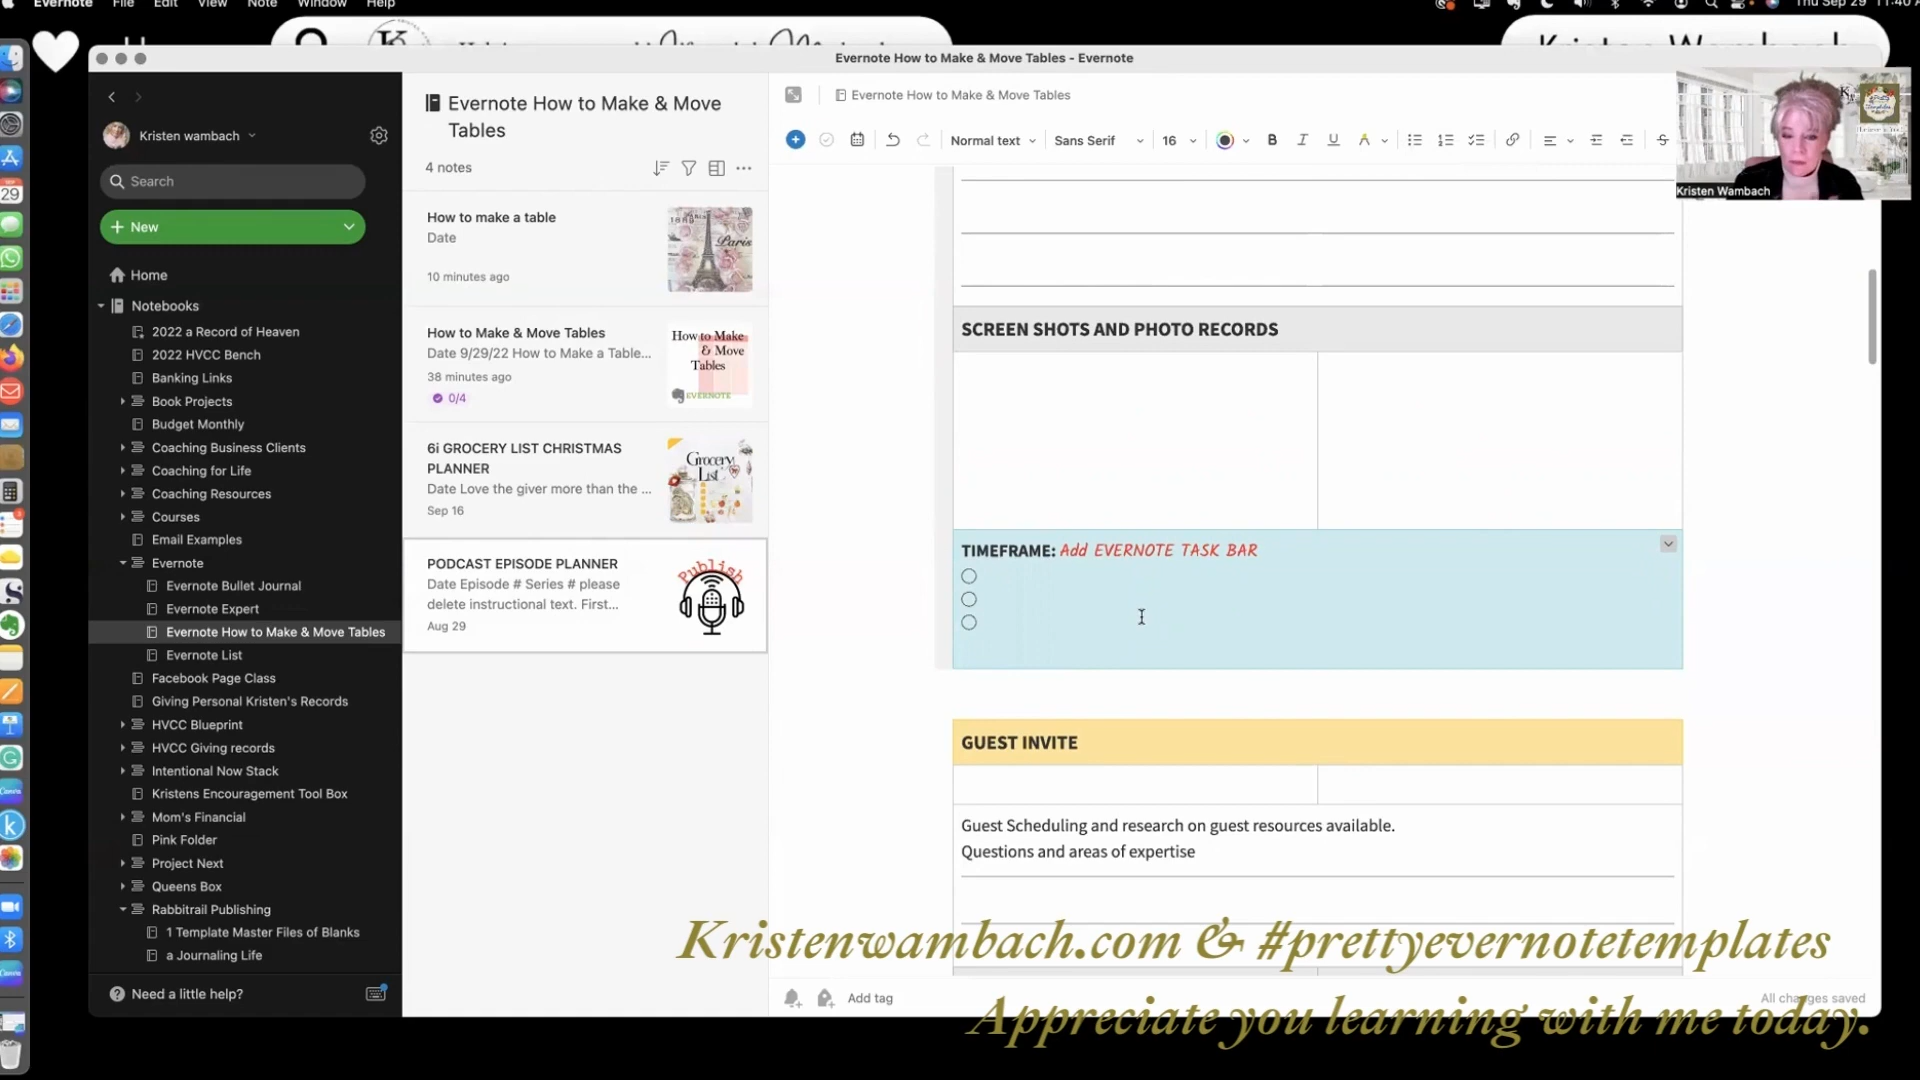 Evernote File Edit View Note Window Help
Thu Sep 29 11:40 A
Evernote How to Make & Move Tables - Evernote
Kristen wambach
Search
New
Home
Notebooks
2022 a Record of Heaven
2022 HVCC Bench
Banking Links
Book Projects
Budget Monthly
Coaching Business Clients
Coaching for Life
Coaching Resources
Courses
Email Examples
Evernote
Evernote Bullet Journal
Evernote Expert
Evernote How to Make & Move Tables
Evernote List
Facebook Page Class
Giving Personal Kristen's Records
HVCC Blueprint
HVCC Giving records
Intentional Now Stack
Kristens Encouragement Tool Box
Mom's Financial
Pink Folder
Project Next
Queens Box
Rabbitrail Publishing
1 Template Master Files of Blanks
a Journaling Life
Need a little help?
Evernote How to Make & Move
Tables
4 notes
How to make a table
Date
10 minutes ago
Paris
How to Make & Move Tables
Date 9/29/22 How to Make a Table...
38 minutes ago
0/4
How to Make
& Move
Tables
EVERNOTE
6i GROCERY LIST CHRISTMAS
PLANNER
Date Love the giver more than the ...
Sep 16
Grocery
List
PODCAST EPISODE PLANNER
Date Episode # Series # please
delete instructional text. First...
Aug 29
Publish
Evernote How to Make & Move Tables
Normal text Sans Serif 16
Kristen Wambach
SCREEN SHOTS AND PHOTO RECORDS
TIMEFRAME: Add EVERNOTE TASK BAR
GUEST INVITE
Guest Scheduling and research on guest resources available.
Questions and areas of expertise
Add tag
All changes saved
Kristenwambach.com & #prettyevernotetemplates
Appreciate you learning with me today.